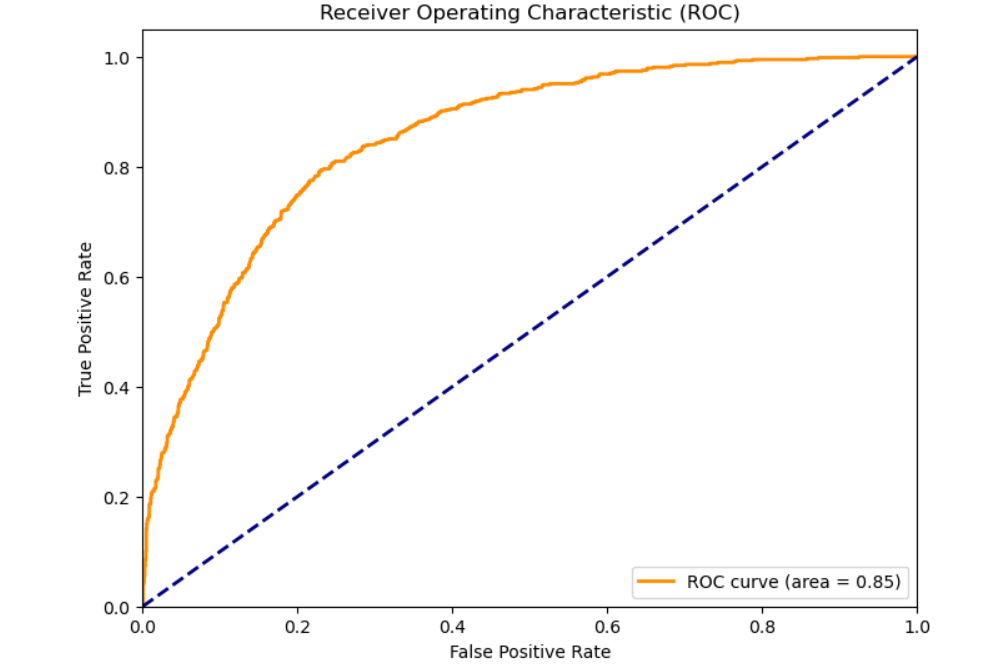 Receiver Operating Characteristic (ROC)
1.0
0.8
0.6
0.4
0.2
0.0
True Positive Rate
ROC curve (area = 0.85)
0.0 0.2 0.4 0.6 0.8 1.0
False Positive Rate